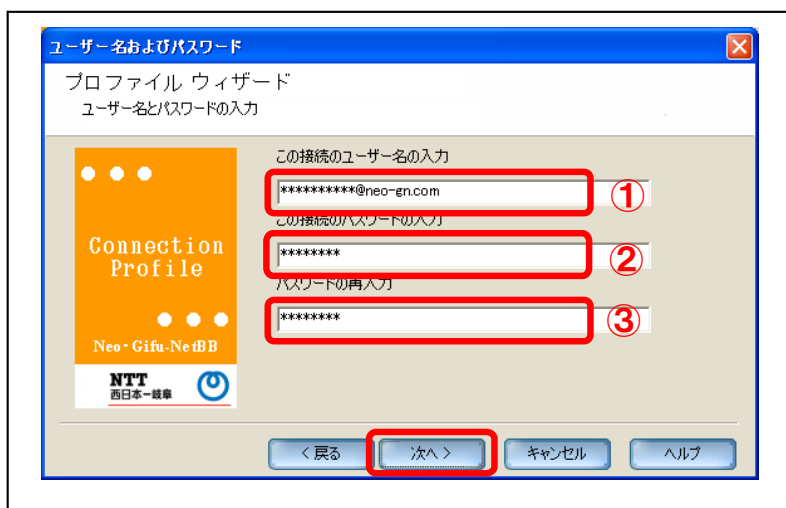 ユーザー名およびパスワード
プロファイル ウィザード
ユーザー名とパスワードの入力
この接続のユーザー名の入力
**********@neo-gn.com
①
この接続のパスワードの入力
********
②
パスワードの再入力
********
③
Connection
Profile
Neo・Gifu-NetBB
NTT
西日本-岐阜
< 戻る
次へ >
キャンセル
ヘルプ